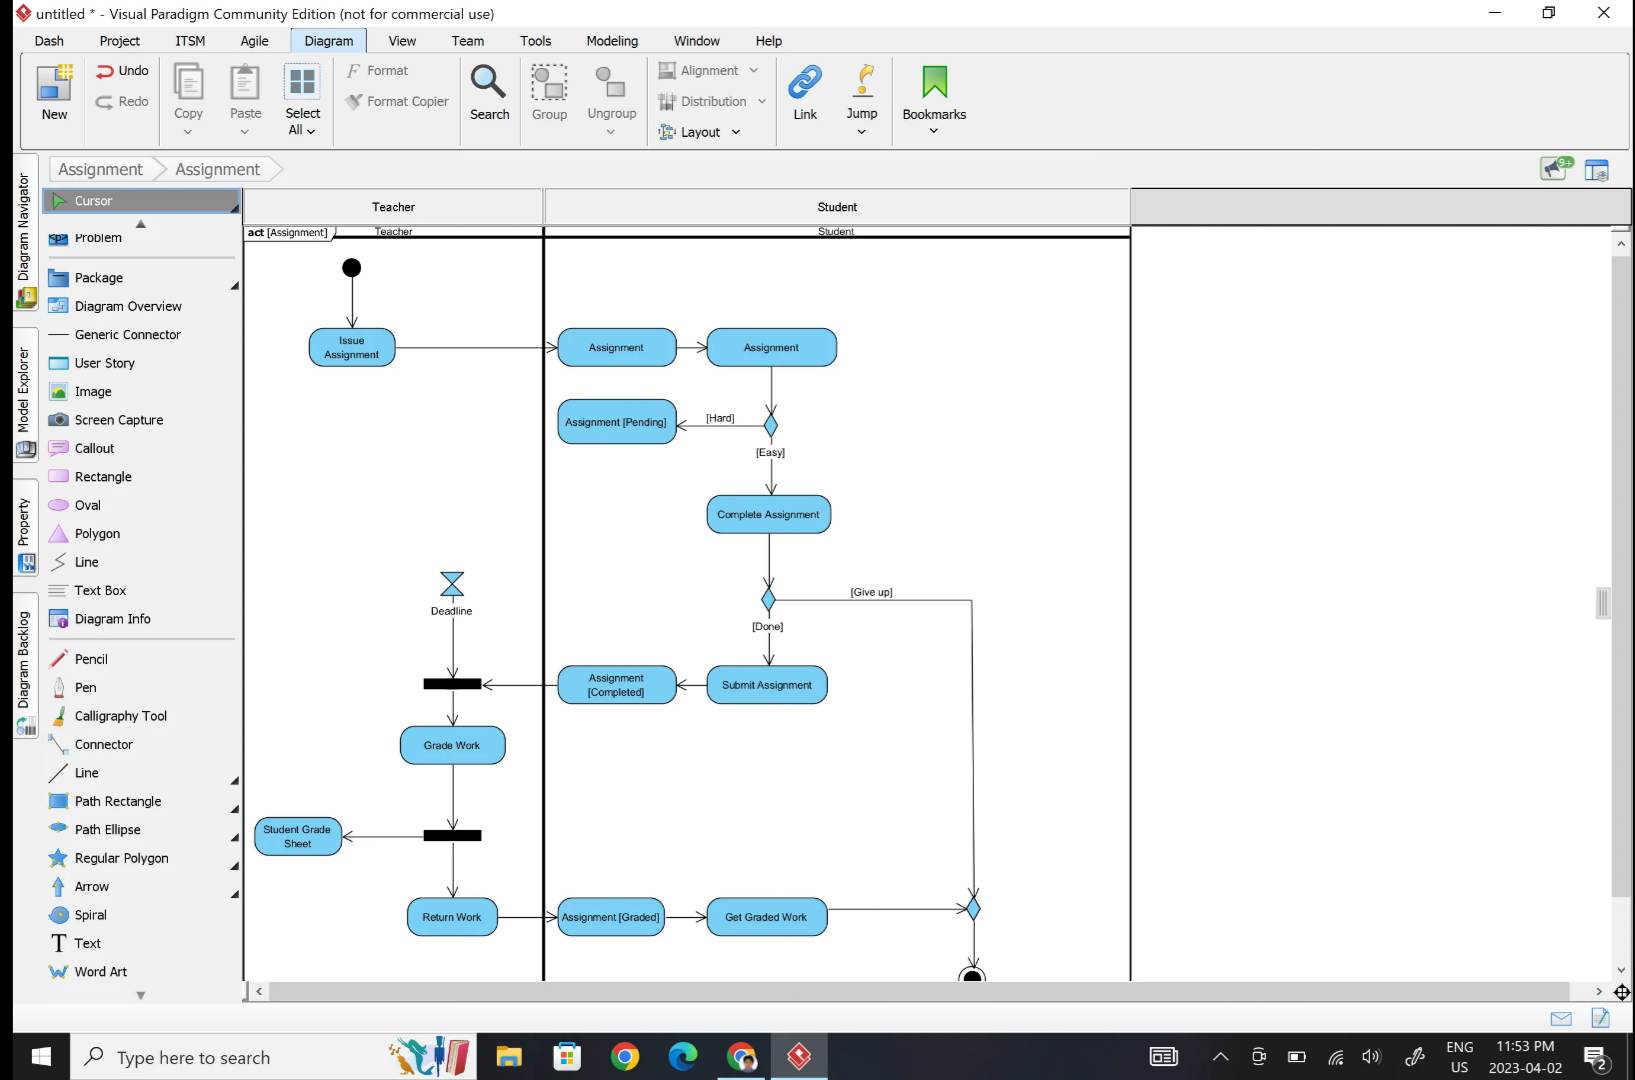 untitled * - Visual Paradigm Community Edition (not for commercial use)
Dash Project ITSM Agile Diagram View Team Tools Modeling Window Help
New
Undo
Redo
Copy
Paste
Select
All
Format
Format Copier
Search
Group
Ungroup
Alignment
Distribution
Layout
Link
Jump
Bookmarks
Assignment Assignment
9+
Diagram Navigator
Model Explorer
Property
Diagram Backlog
Cursor
Problem
Package
Diagram Overview
Generic Connector
User Story
Image
Screen Capture
Callout
Rectangle
Oval
Polygon
Line
Text Box
Diagram Info
Pencil
Pen
Calligraphy Tool
Connector
Line
Path Rectangle
Path Ellipse
Regular Polygon
Arrow
Spiral
T Text
Word Art
Teacher Student
act [Assignment] Teacher Student
Issue
Assignment
Assignment
Assignment
Assignment [Pending]
[Hard]
[Easy]
Complete Assignment
Deadline
[Give up]
[Done]
Assignment
[Completed]
Submit Assignment
Grade Work
Student Grade
Sheet
Return Work
Assignment [Graded]
Get Graded Work
Type here to search
ENG
US
11:53 PM
2023-04-02
2